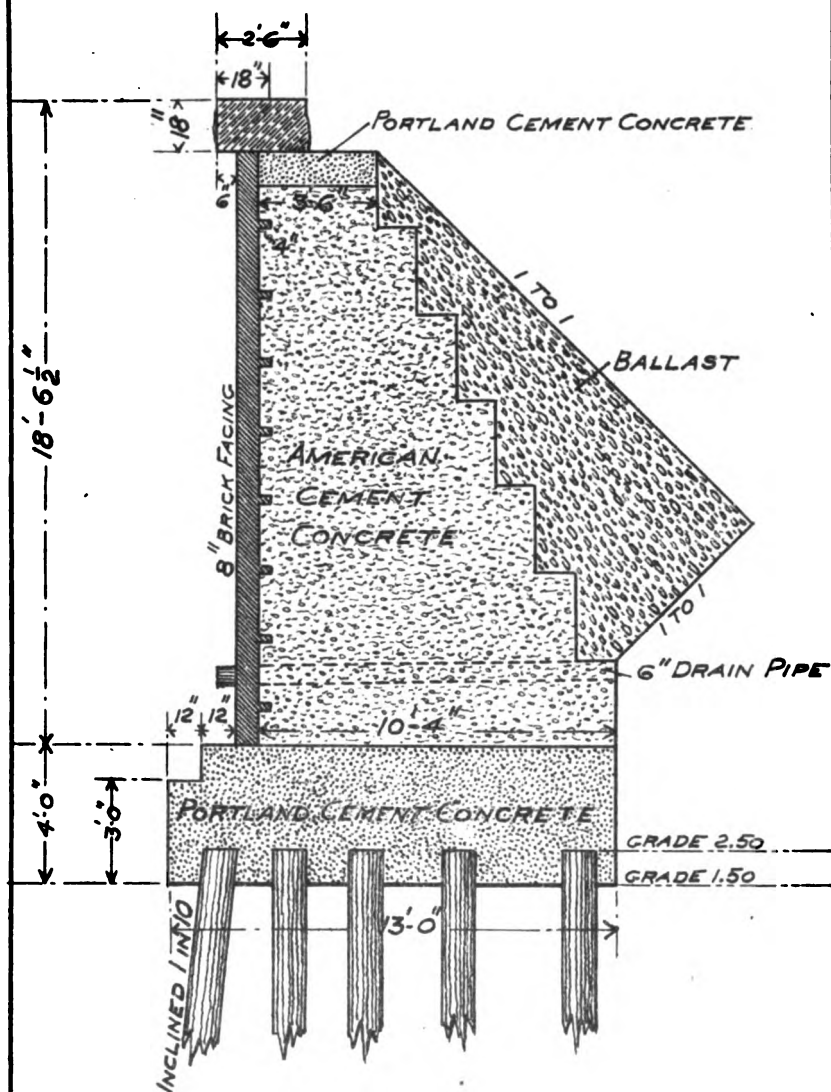 2'-6"
18"
18"
PORTLAND CEMENT CONCRETE
6"
3'-6"
4"
1 TO 1
BALLAST
18'-6½"
8" BRICK FACING
AMERICAN
CEMENT
CONCRETE
1 TO 1
6" DRAIN PIPE
12"
12"
10'-4"
4'-0"
3'-0"
PORTLAND CEMENT CONCRETE
GRADE 2.50
GRADE 1.50
13'-0"
INCLINED 1 IN 10